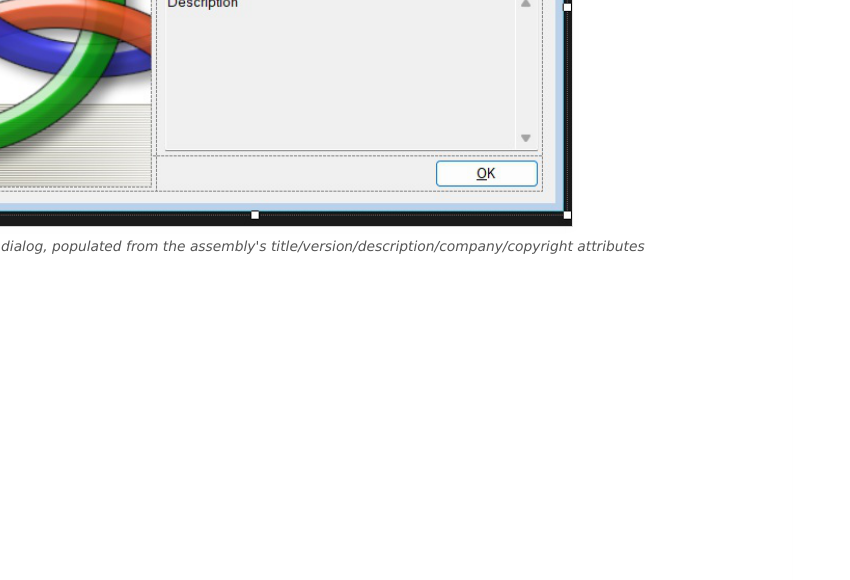 Description
OK
dialog, populated from the assembly's title/version/description/company/copyright attributes